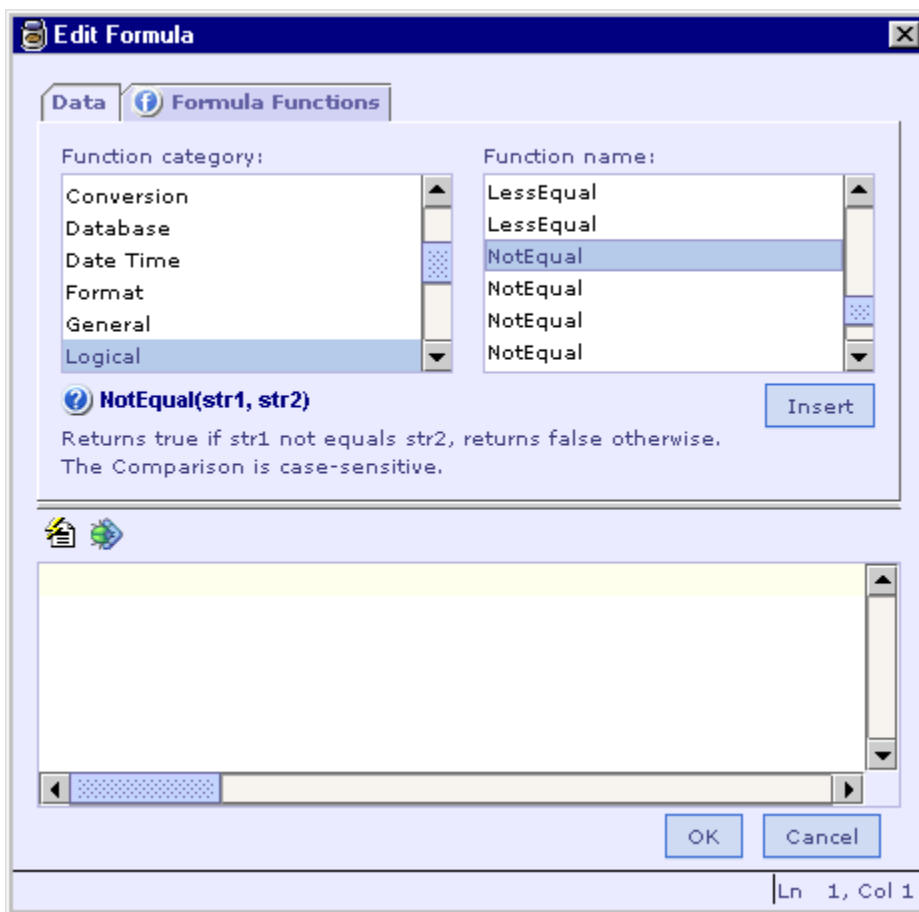 Edit Formula
Data
Formula Functions
Function category:
Conversion
Database
Date Time
Format
General
Logical
Function name:
LessEqual
LessEqual
NotEqual
NotEqual
NotEqual
NotEqual
NotEqual(str1, str2)
Insert
Returns true if str1 not equals str2, returns false otherwise.
The Comparison is case-sensitive.
OK
Cancel
Ln 1, Col 1